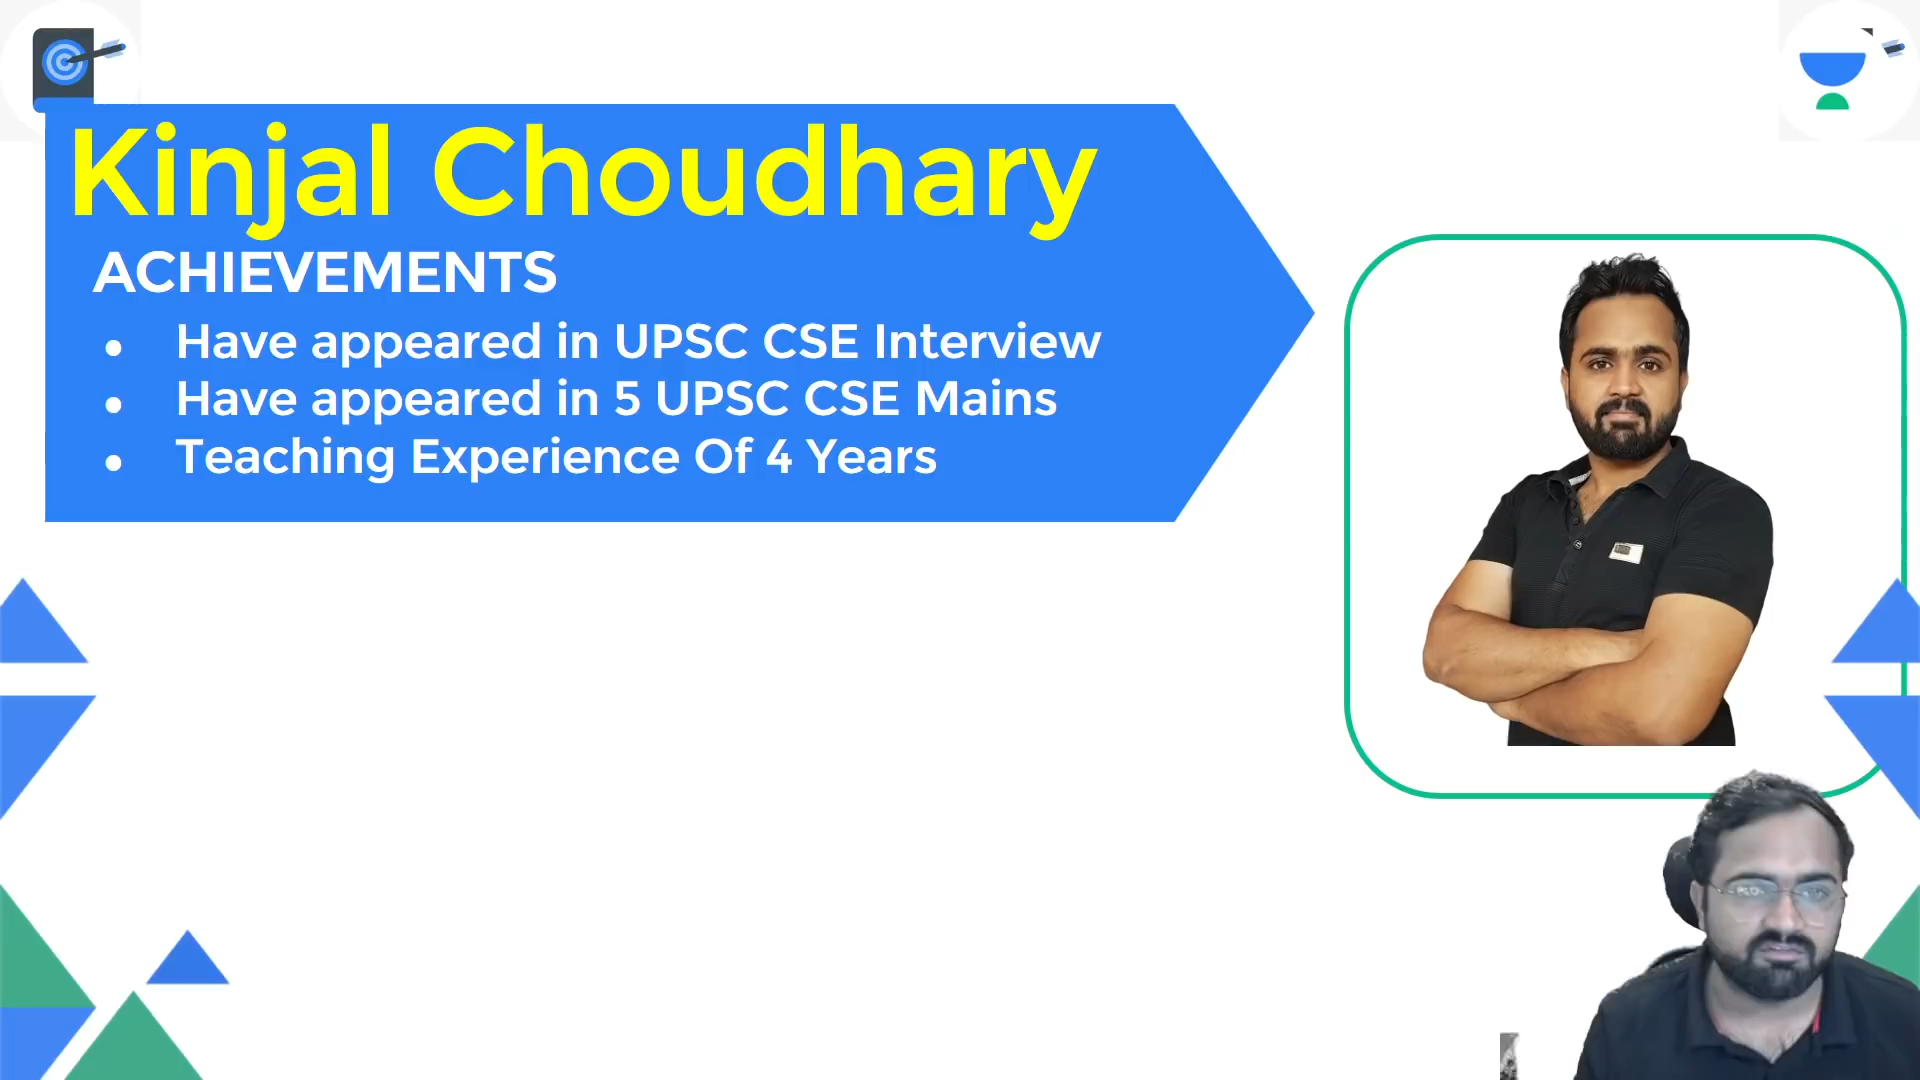 Kinjal Choudhary
ACHIEVEMENTS
● Have appeared in UPSC CSE Interview
● Have appeared in 5 UPSC CSE Mains
● Teaching Experience Of 4 Years